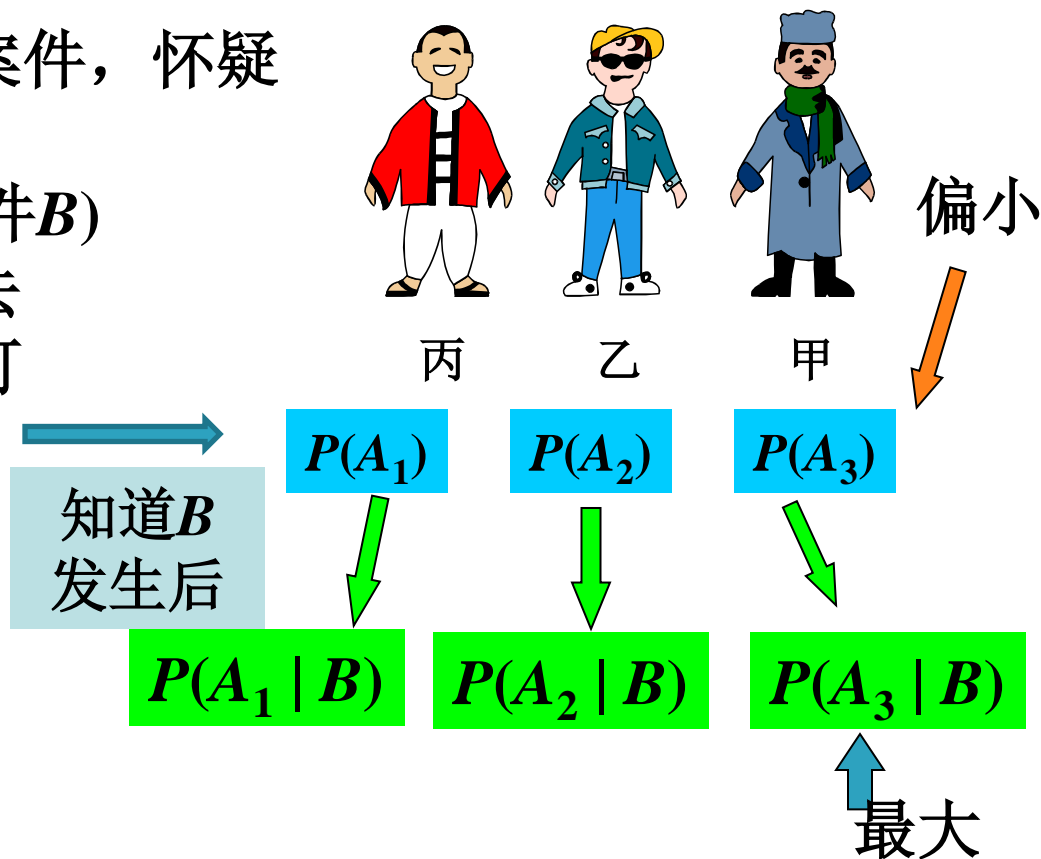 案件，怀疑
件B)
去
丙 乙 甲
偏小
P(A₁) P(A₂) P(A₃)
知道B
发生后
P(A₁ | B) P(A₂ | B) P(A₃ | B)
最大